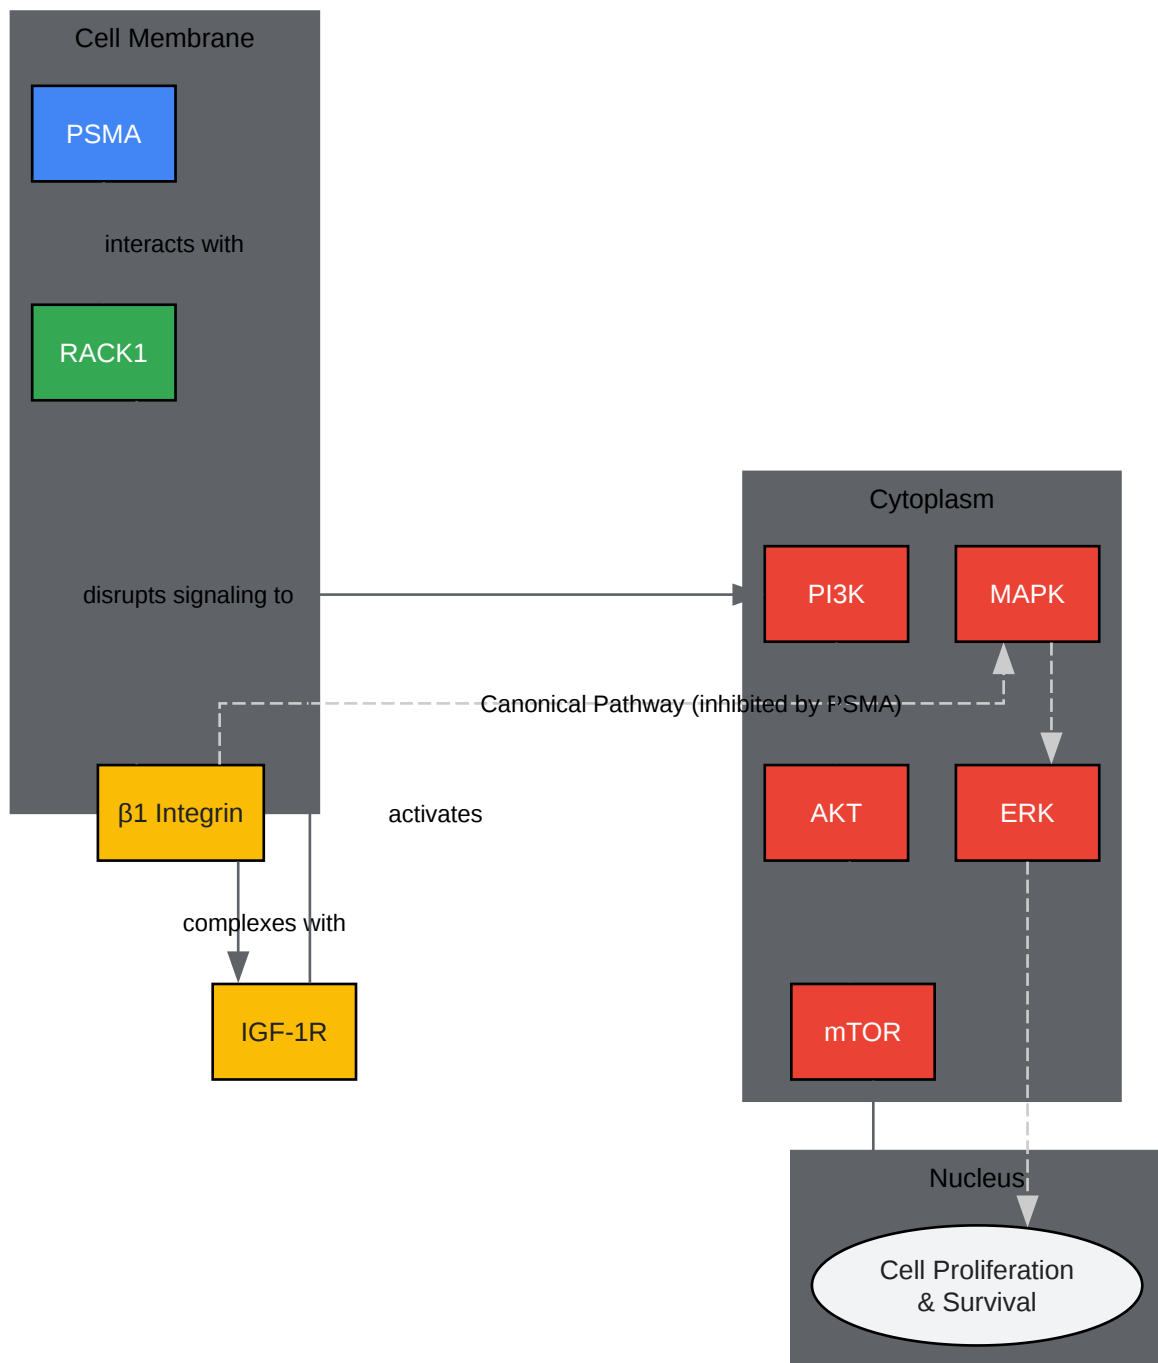 Cell Membrane
PSMA
interacts with
RACK1
Cytoplasm
disrupts signaling to
PI3K
MAPK
Canonical Pathway (inhibited by PSMA)
β1 Integrin
activates
AKT
ERK
complexes with
IGF-1R
mTOR
Nucleus
Cell Proliferation
& Survival